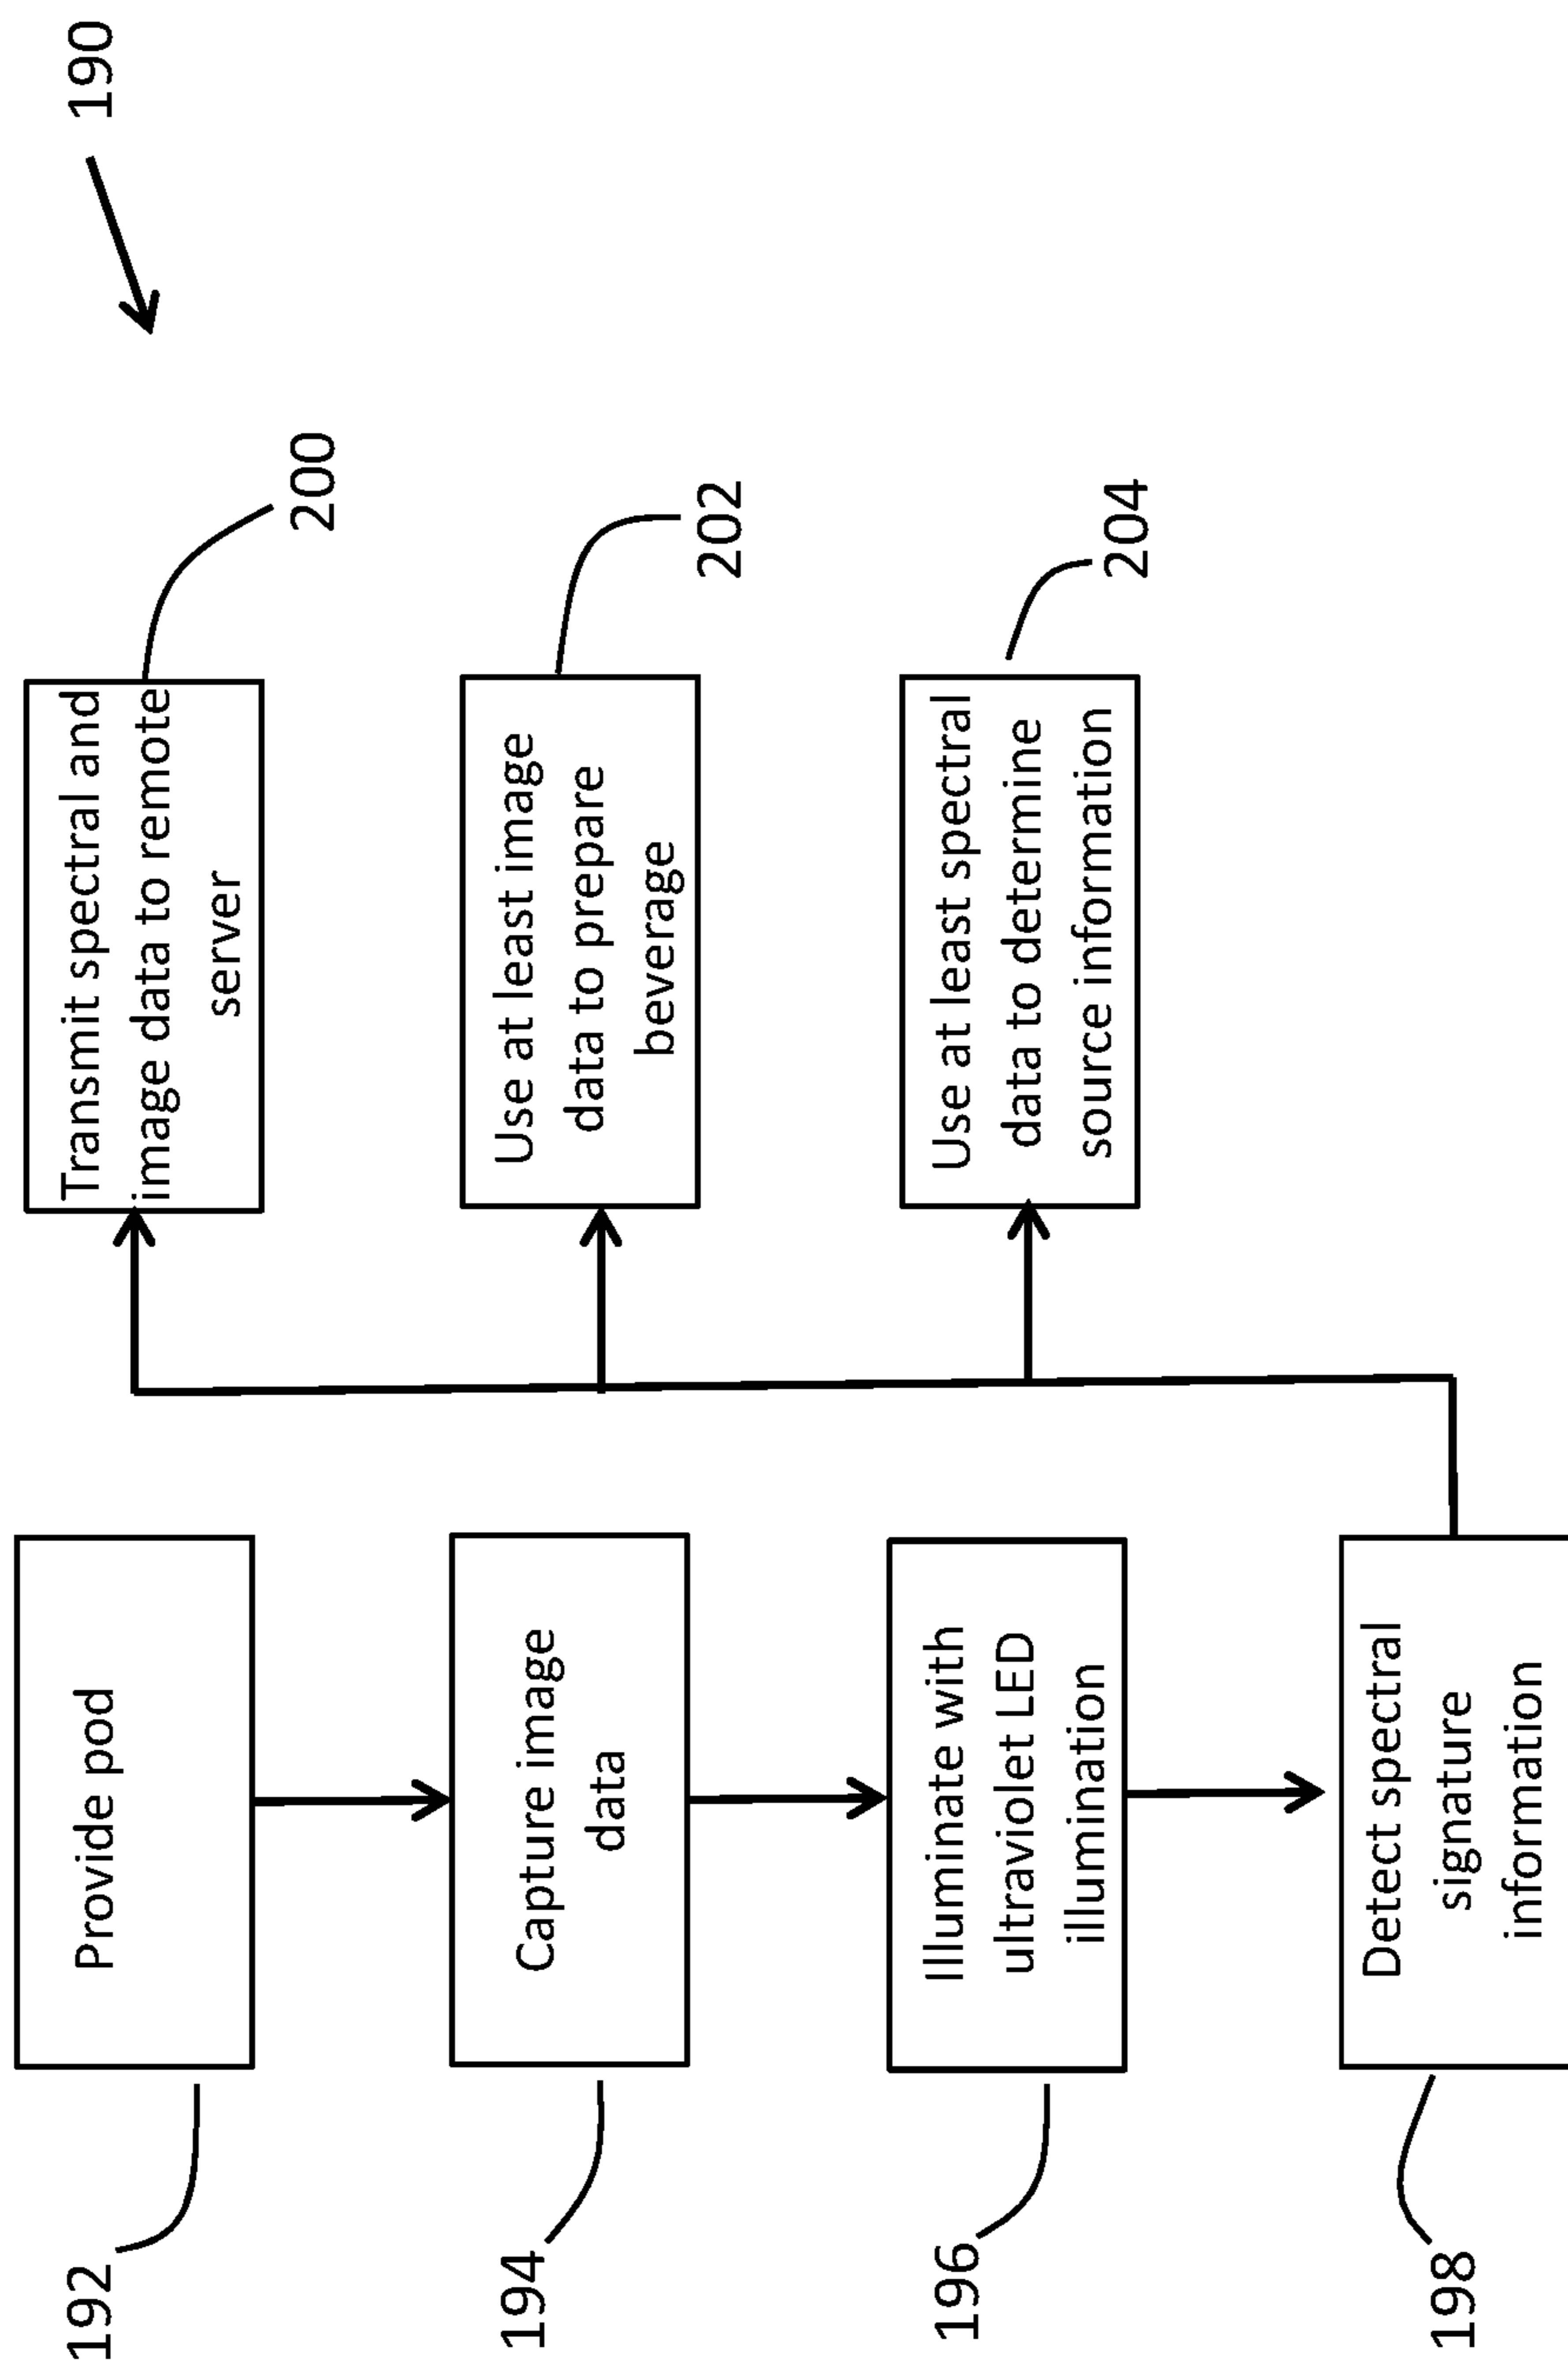 190
192
Provide pod
194
Capture image
data
196
Illuminate with
ultraviolet LED
illumination
198
Detect spectral
signature
information
Transmit spectral and
image data to remote
server
200
Use at least image
data to prepare
beverage
202
Use at least spectral
data to determine
source information
204